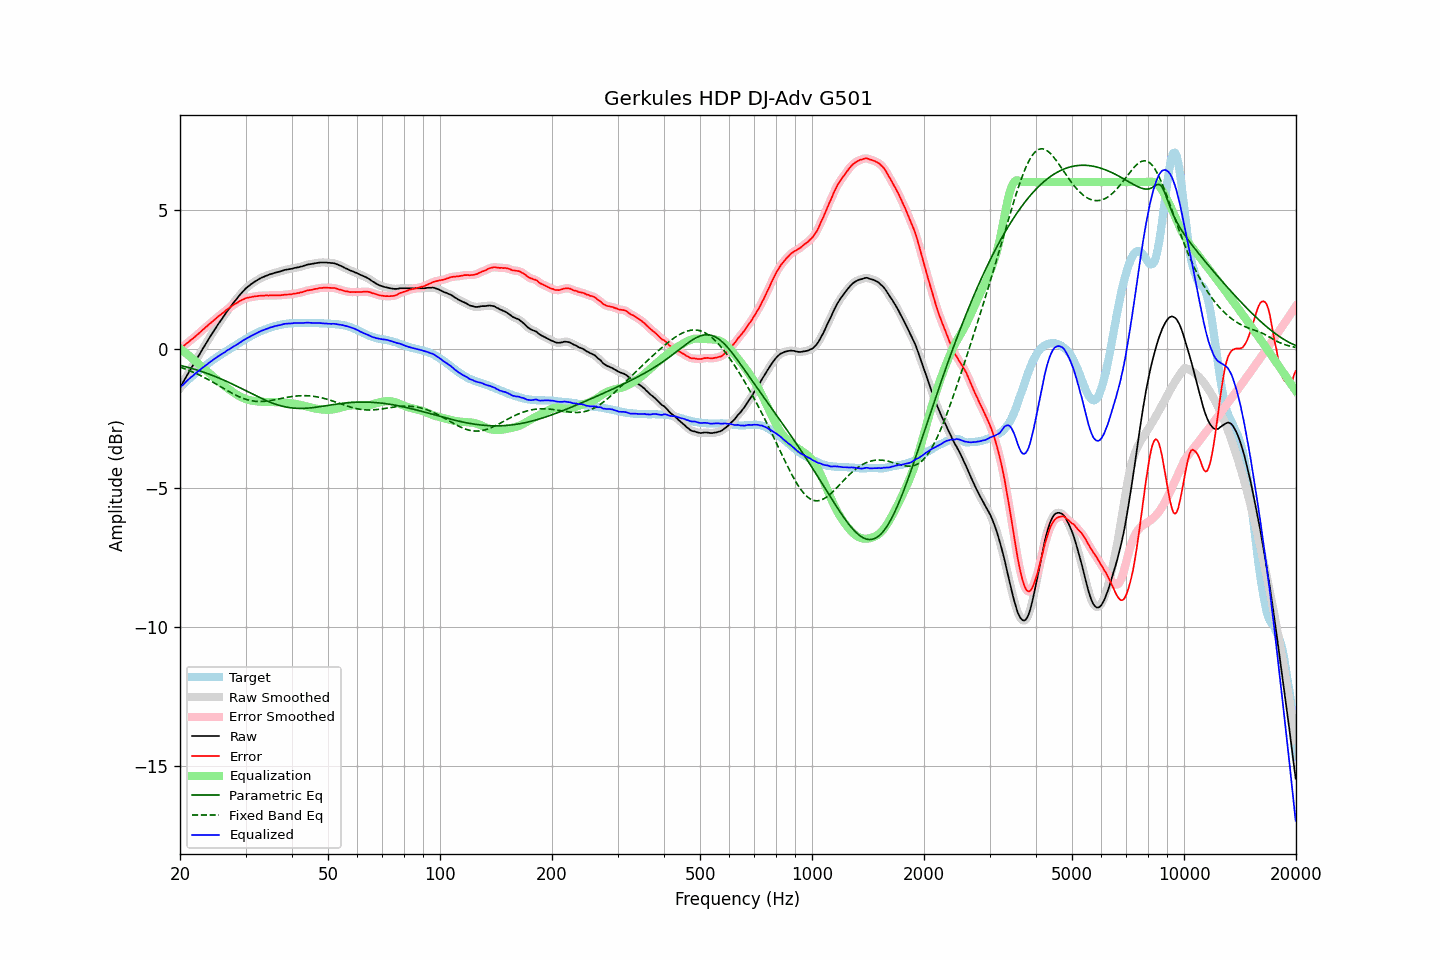 Gerkules HDP DJ-Adv G501
Amplitude (dBr)
5
0
−5
−10
−15
Target
Raw Smoothed
Error Smoothed
Raw
Error
Equalization
Parametric Eq
Fixed Band Eq
Equalized
20 50 100 200 500 1000 2000 5000 10000 20000
Frequency (Hz)